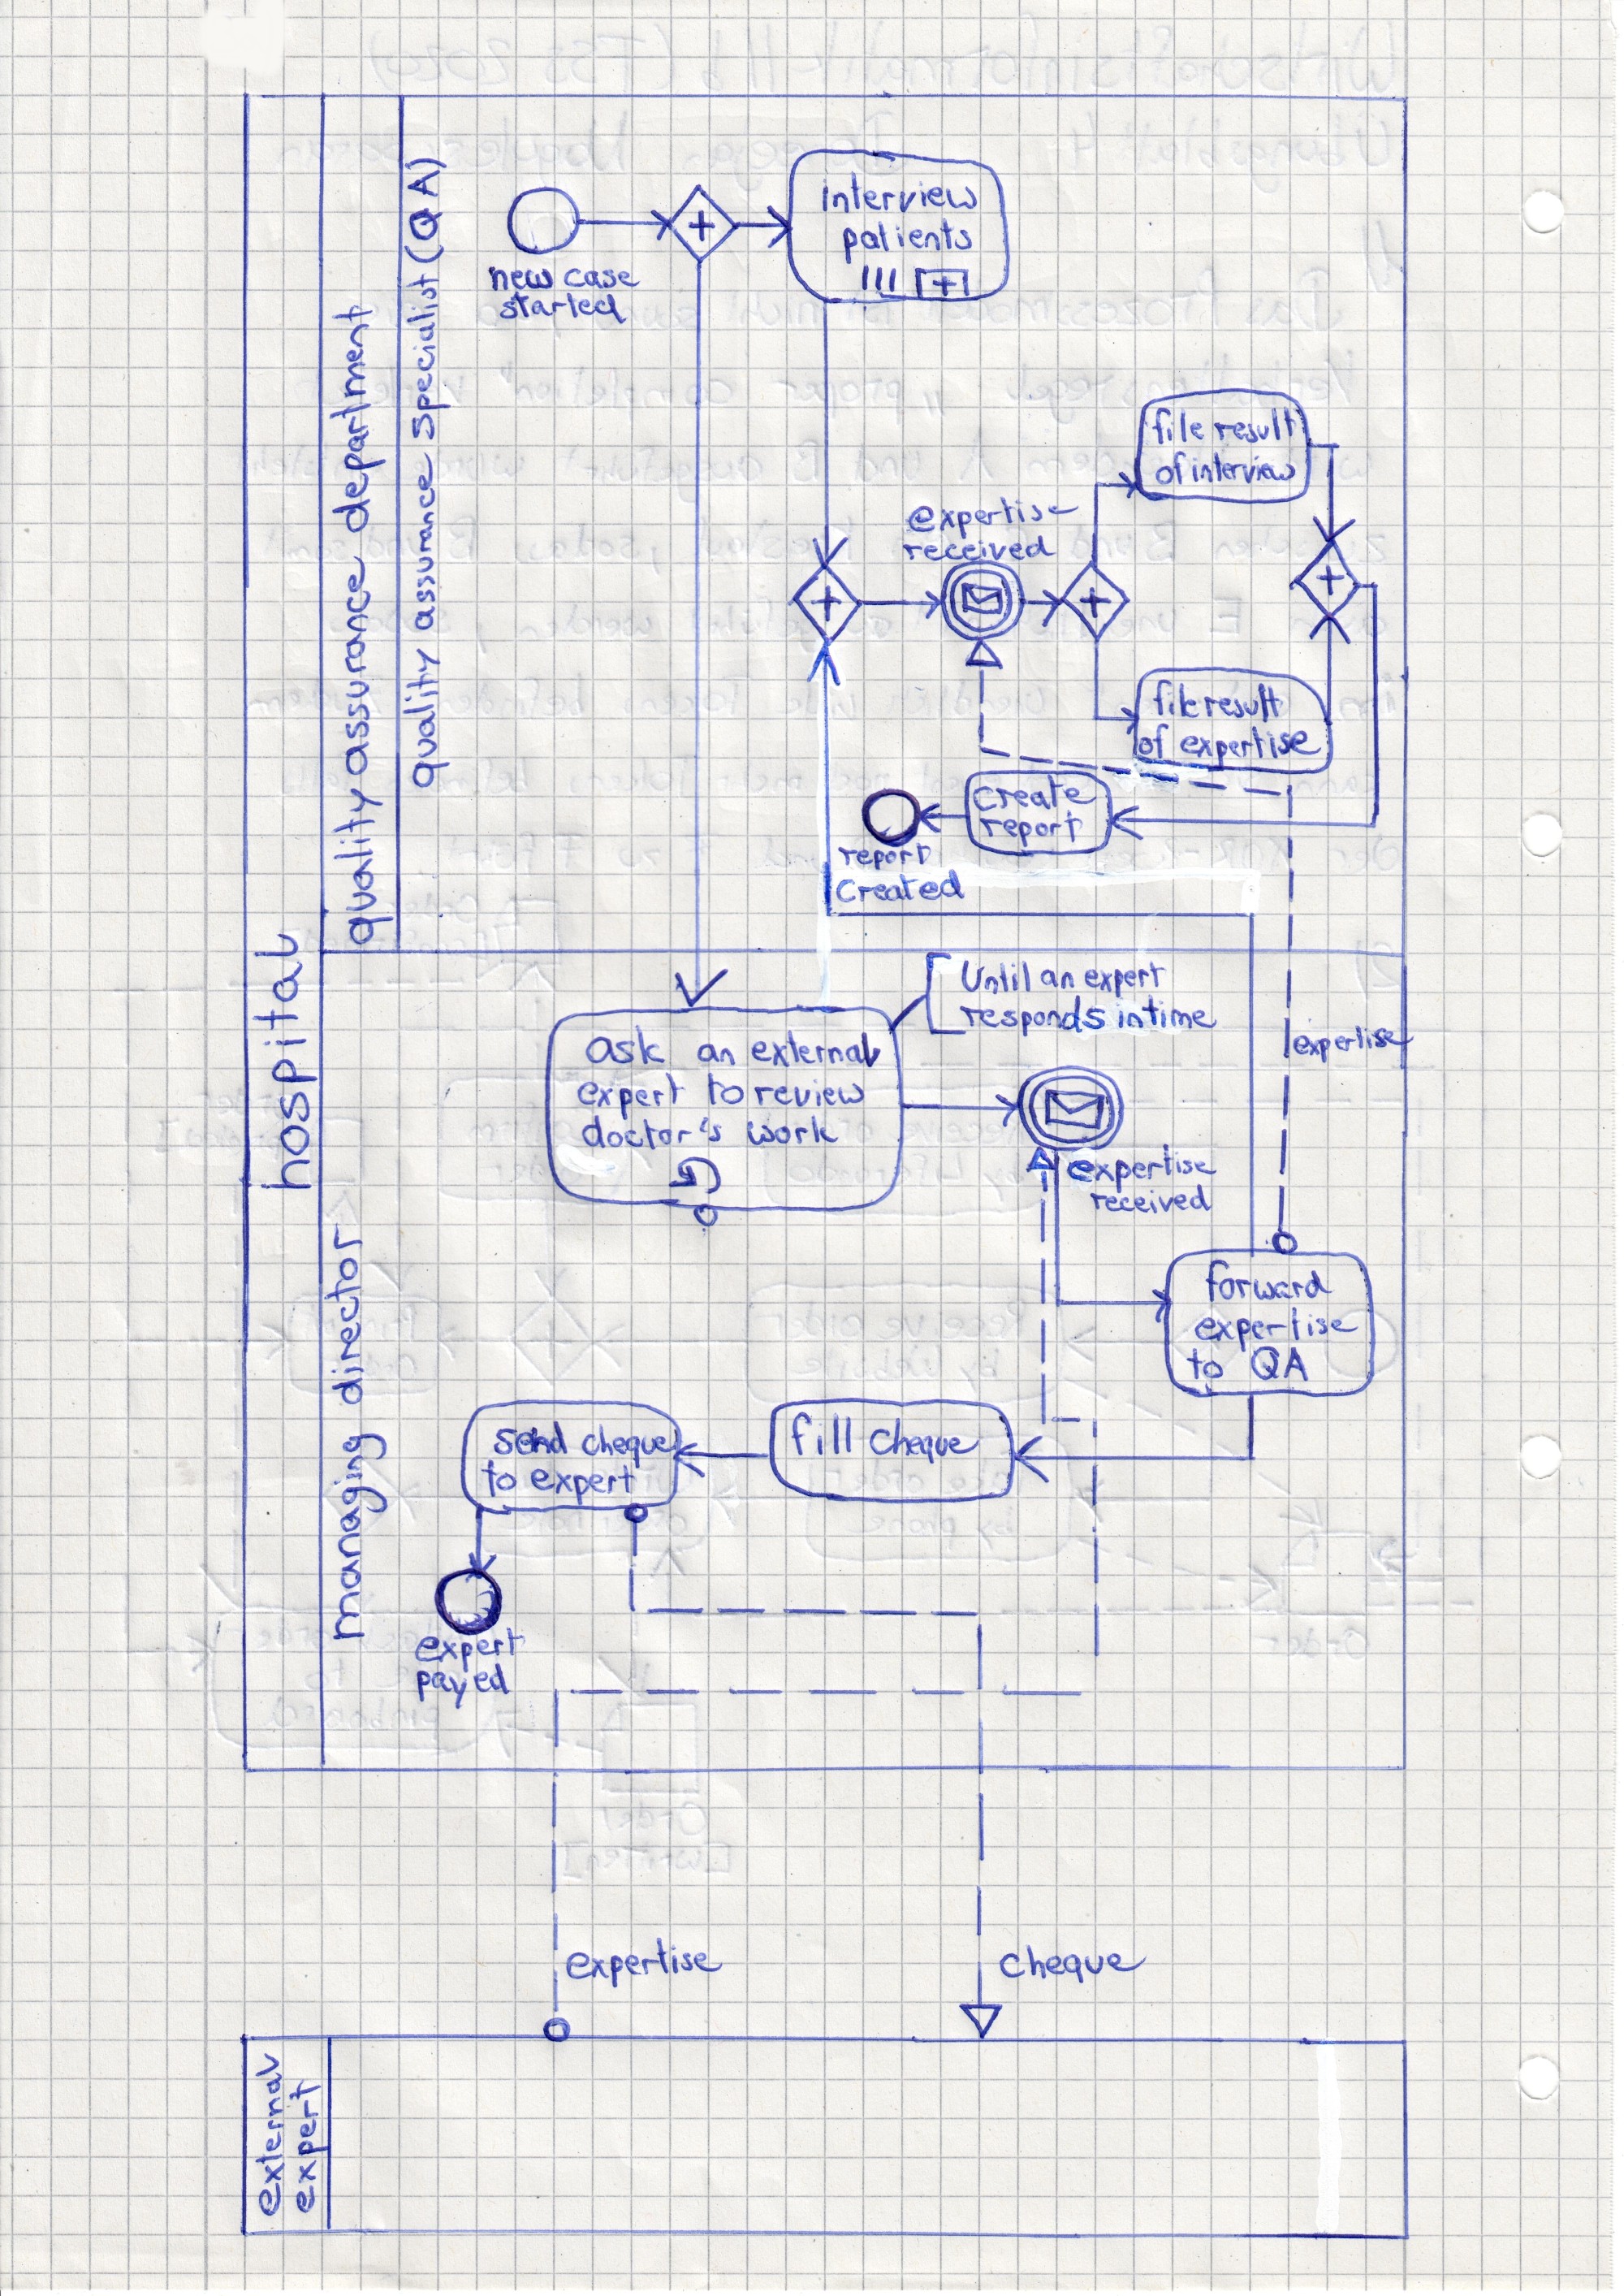 hospital
quality assurance department
quality assurance specialist (QA)
new case
started
interview
patients
file result
of interview
expertise
received
file result
of expertise
create
report
report
created
managing director
Until an expert
responds in time
ask an external
expert to review
doctor's work
expertise
expertise
received
forward
expertise
to QA
fill cheque
send cheque
to expert
expert
payed
expertise
cheque
external
expert